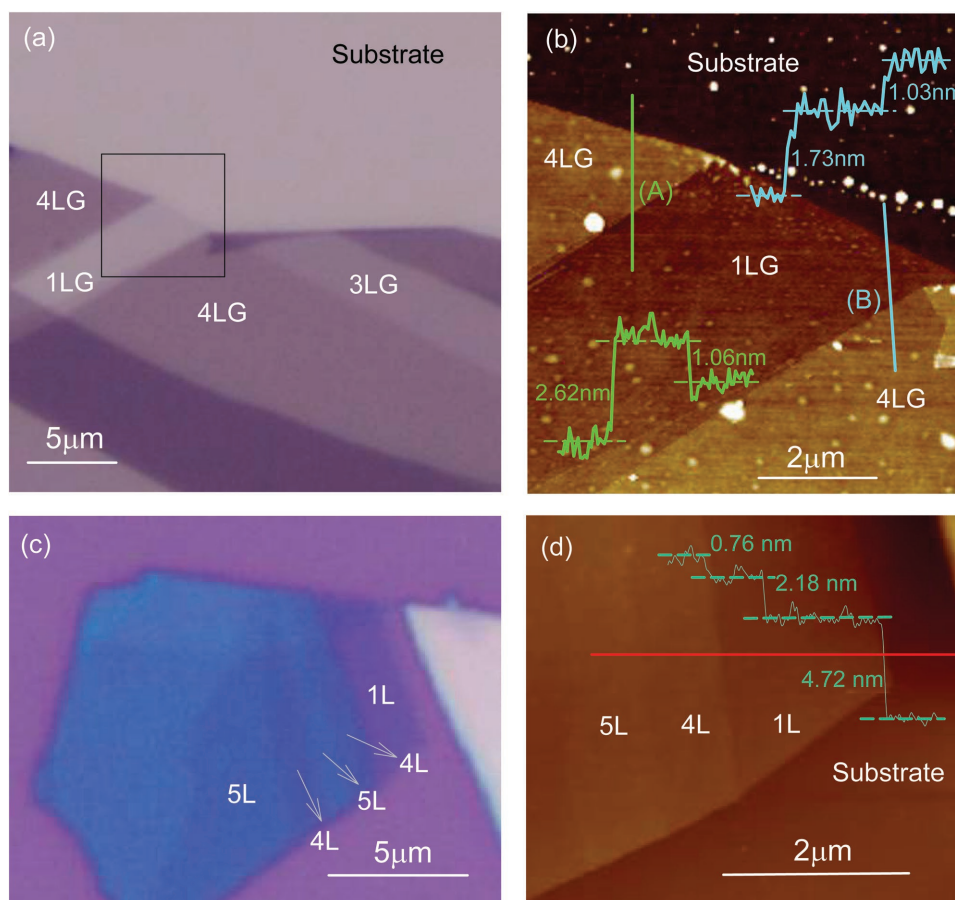 (a)
Substrate
4LG
1LG
4LG
3LG
5μm
(b)
Substrate
1.03nm
4LG
(A)
1.73nm
1LG
(B)
1.06nm
2.62nm
4LG
2μm
(c)
1L
4L
5L
5L
4L
5μm
(d)
0.76 nm
2.18 nm
4.72 nm
5L
4L
1L
Substrate
2μm